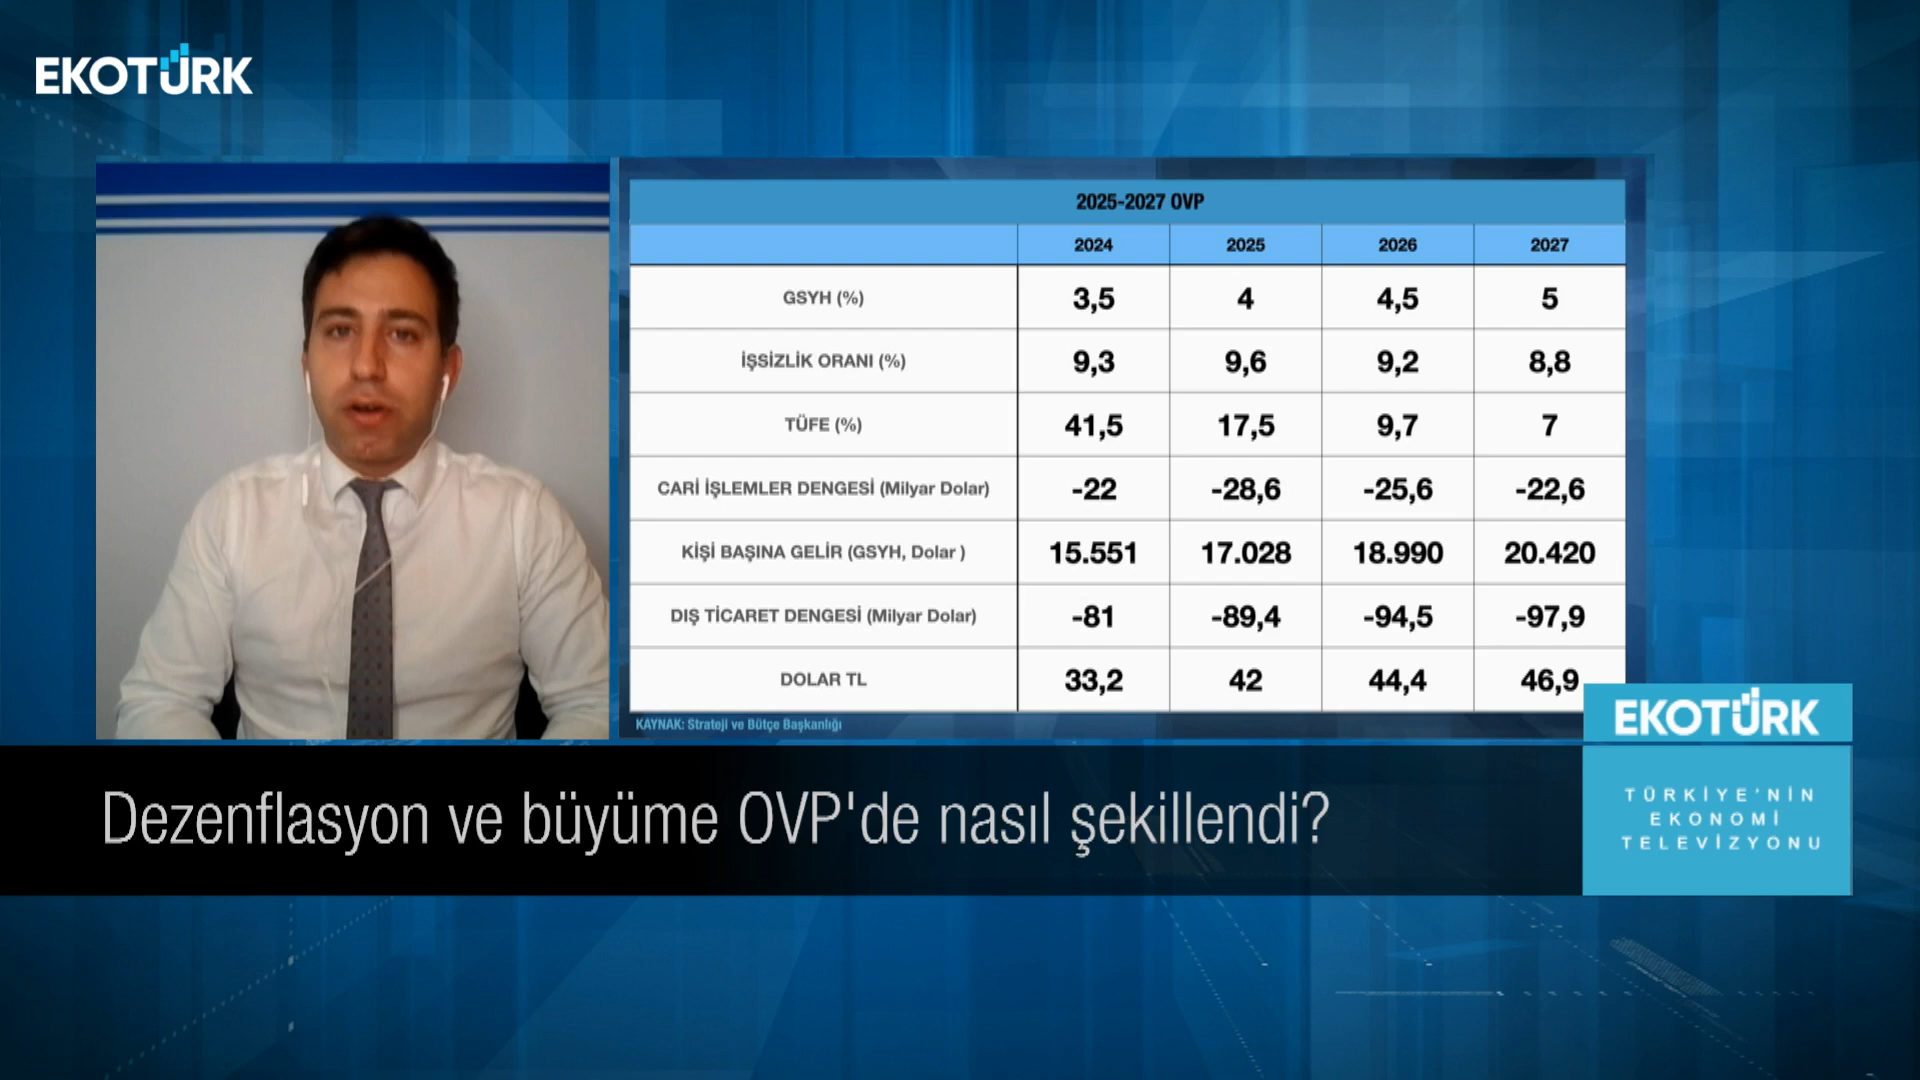 EKOTÜRK
2025-2027 OVP
2024 2025 2026 2027
GSYH (%) 3,5 4 4,5 5
İŞSİZLİK ORANI (%) 9,3 9,6 9,2 8,8
TÜFE (%) 41,5 17,5 9,7 7
CARİ İŞLEMLER DENGESİ (Milyar Dolar) -22 -28,6 -25,6 -22,6
KİŞİ BAŞINA GELİR (GSYH, Dolar ) 15.551 17.028 18.990 20.420
DIŞ TİCARET DENGESİ (Milyar Dolar) -81 -89,4 -94,5 -97,9
DOLAR TL 33,2 42 44,4 46,9
KAYNAK: Strateji ve Bütçe Başkanlığı
EKOTÜRK
Dezenflasyon ve büyüme OVP'de nasıl şekillendi?
TÜRKİYE'NİN
EKONOMİ
TELEVİZYONU